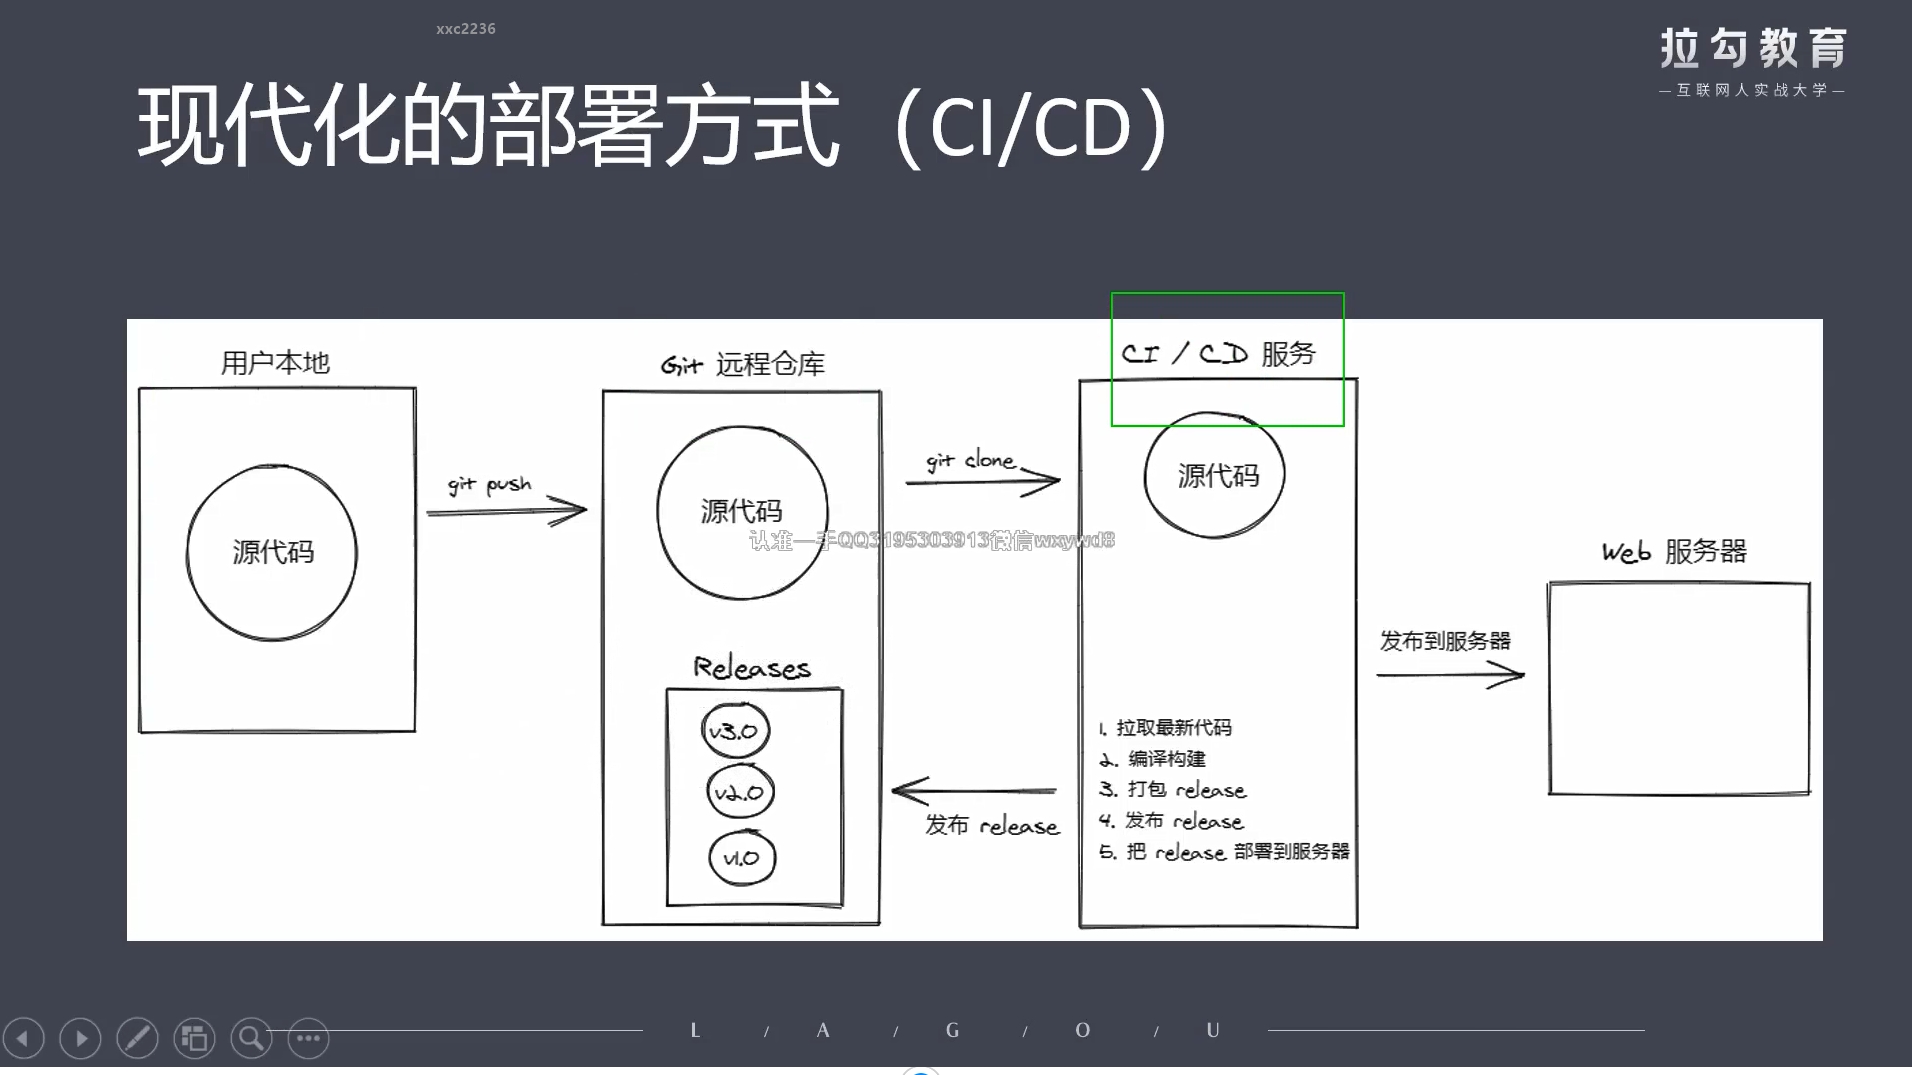 xxc2236
拉勾教育
—互联网人实战大学—
现代化的部署方式（CI/CD）
用户本地
源代码
git push
Git 远程仓库
源代码
Releases
v3.0
v2.0
v1.0
git clone
发布 release
CI / CD 服务
源代码
1. 拉取最新代码
2. 编译构建
3. 打包 release
4. 发布 release
5. 把 release 部署到服务器
发布到服务器
Web 服务器
认准一手QQ3195303913微信wxywd8
L / A / G / O / U